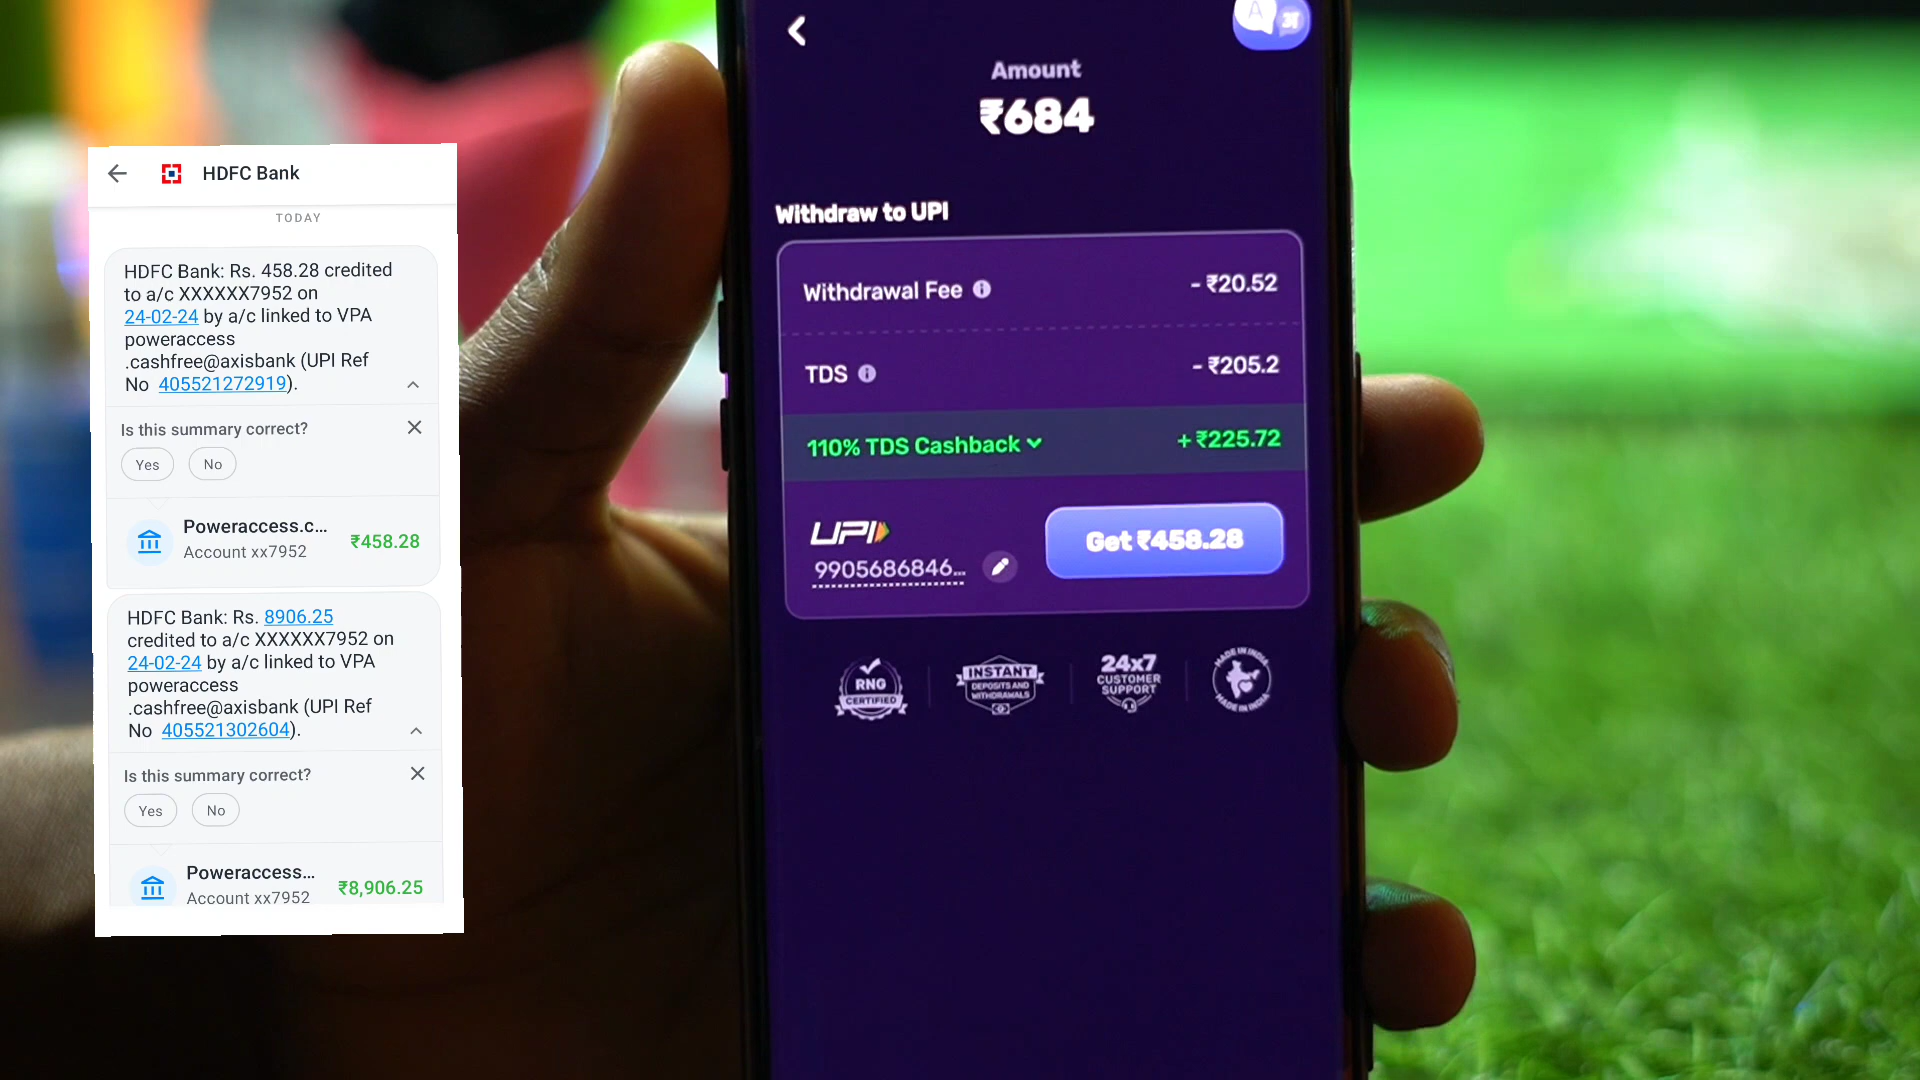 HDFC Bank
TODAY
HDFC Bank: Rs. 458.28 credited
to a/c XXXXXX7952 on
24-02-24 by a/c linked to VPA
poweraccess
.cashfree@axisbank (UPI Ref
No 405521272919).
Is this summary correct?
Yes No
Poweraccess.c...
Account xx7952
₹458.28
HDFC Bank: Rs. 8906.25
credited to a/c XXXXXX7952 on
24-02-24 by a/c linked to VPA
poweraccess
.cashfree@axisbank (UPI Ref
No 405521302604).
Is this summary correct?
Yes No
Poweraccess...
Account xx7952
₹8,906.25
A
Amount
₹684
Withdraw to UPI
Withdrawal Fee - ₹20.52
TDS - ₹205.2
110% TDS Cashback + ₹225.72
UPI
9905686846...
Get ₹458.28
RNG
CERTIFIED
INSTANT
DEPOSITS AND
WITHDRAWALS
24x7
CUSTOMER
SUPPORT
MADE IN INDIA
MADE IN INDIA